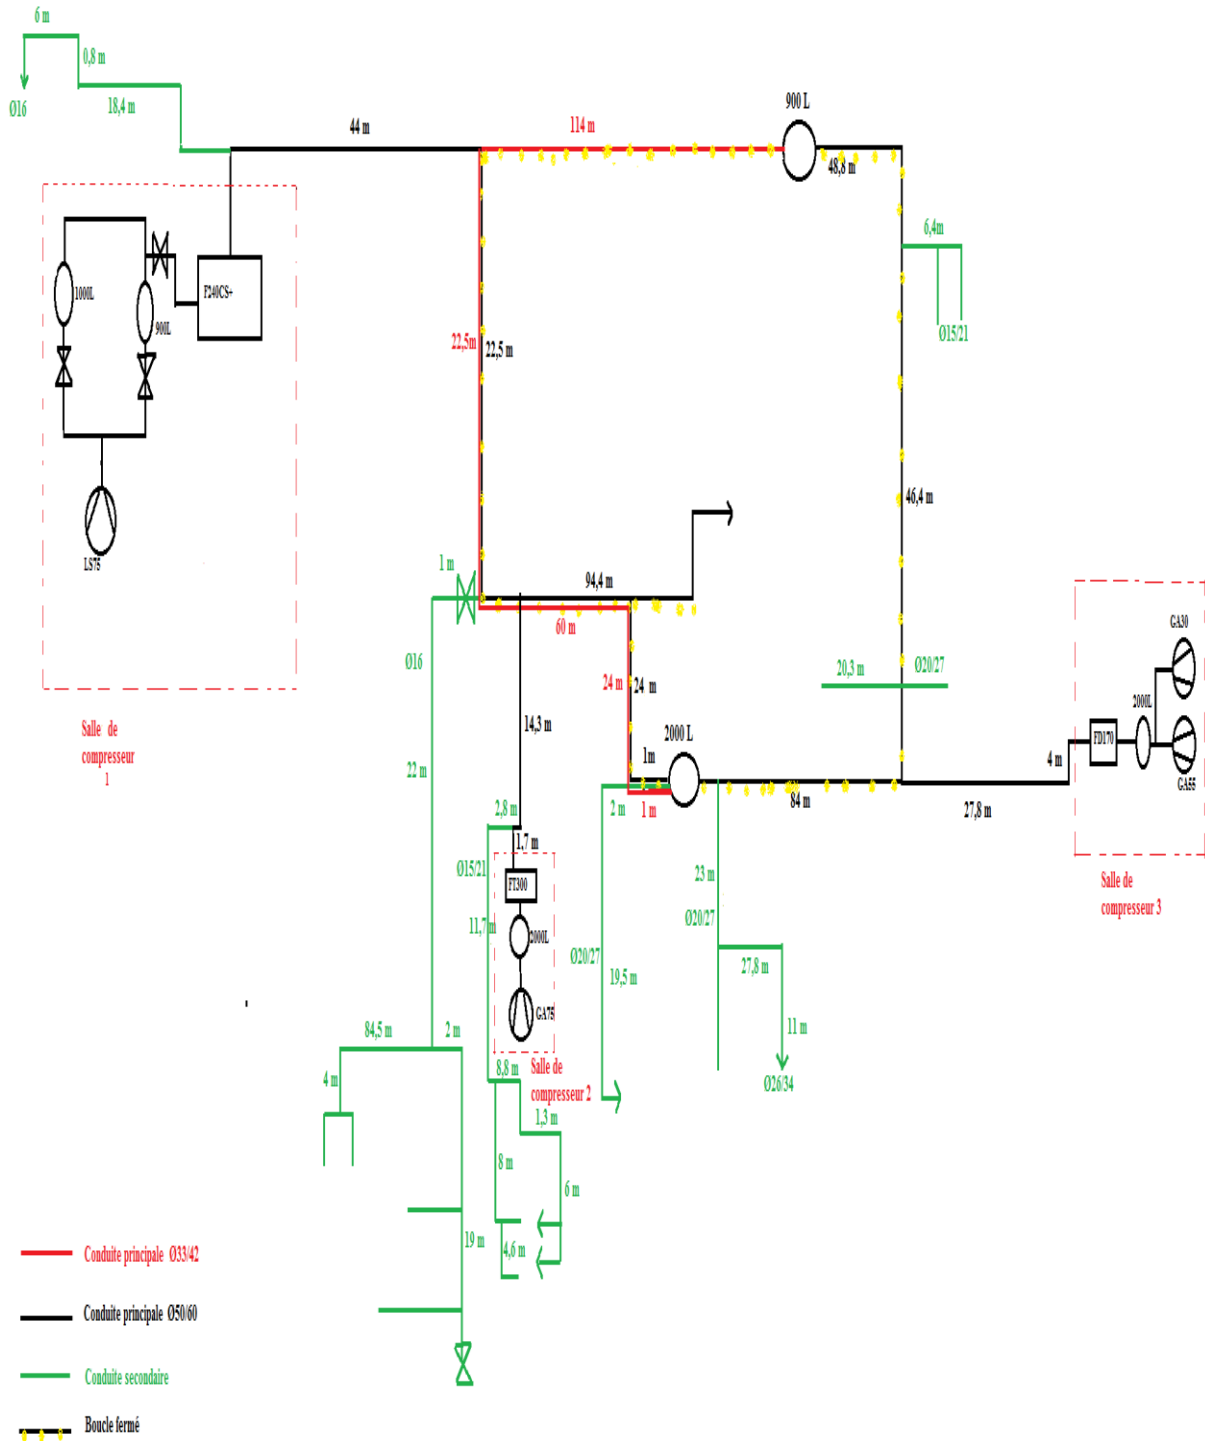 6 m
0,8 m
Ø16
18,4 m
44 m
114 m
900 L
48,8 m
6,4m
Ø15/21
1000L
900L
F240CS+
LS75
22,5m
22,5 m
46,4 m
1 m
94,4 m
60 m
Ø16
24 m
24 m
20,3 m
Ø20/27
GA30
2000L
FD170
GA55
4 m
27,8 m
Salle de
compresseur
1
14,3 m
2000 L
1m
22 m
2 m
1 m
84 m
2,8 m
1,7 m
Ø15/21
FT300
23 m
Ø20/27
Salle de
compresseur 3
11,7 m
2000L
Ø20/27
19,5 m
27,8 m
GA75
84,5 m
2 m
11 m
Ø26/34
4 m
8,8 m
Salle de
compresseur 2
1,3 m
8 m
6 m
19 m
4,6 m
Conduite principale Ø33/42
Conduite principale Ø50/60
Conduite secondaire
Boucle fermé